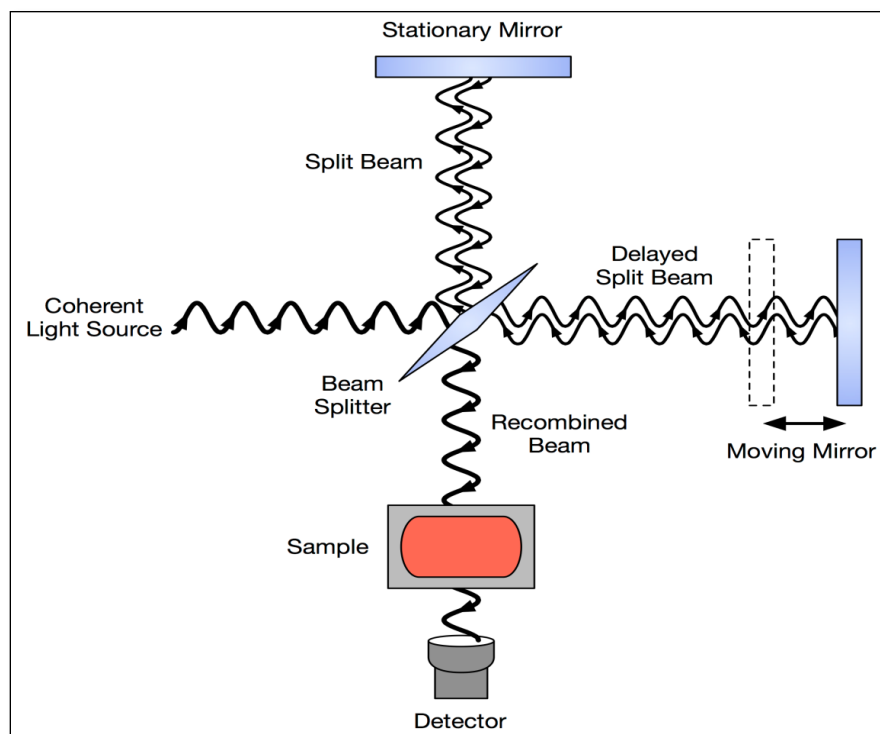 Stationary Mirror
Split Beam
Delayed
Split Beam
Coherent
Light Source
Beam
Splitter
Recombined
Beam
Moving Mirror
Sample
Detector